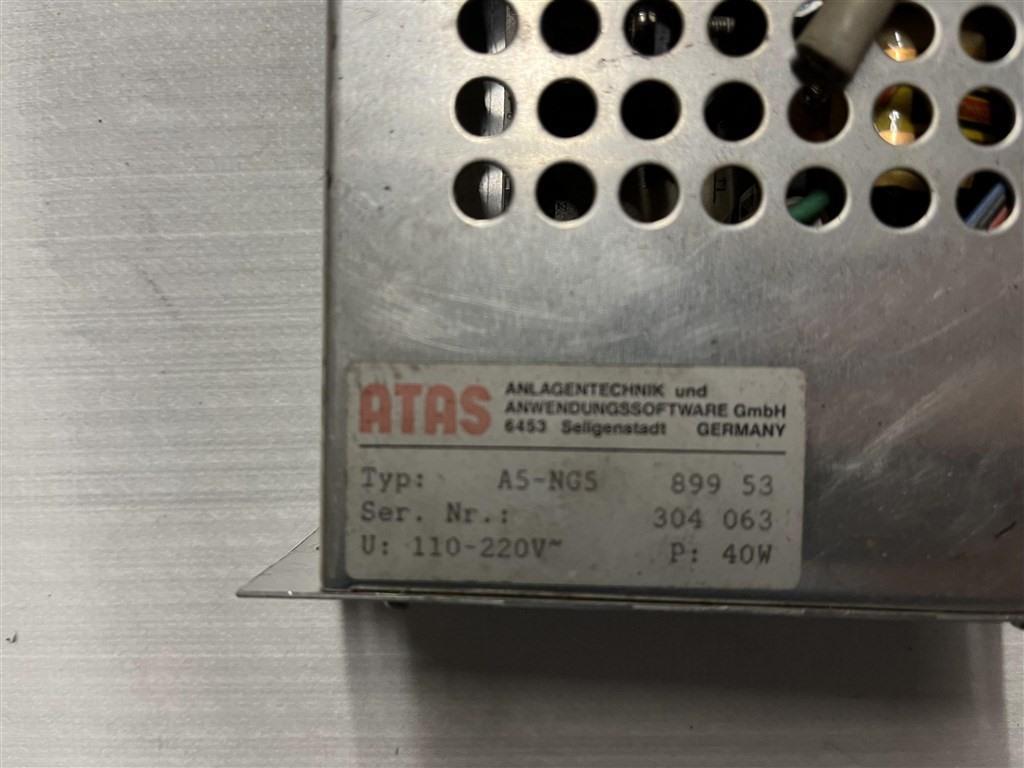 ATAS
ANLAGENTECHNIK und
ANWENDUNGSSOFTWARE GmbH
6453 Seligenstadt GERMANY
Typ: A5-NG5 899 53
Ser. Nr.: 304 063
U: 110-220V~ P: 40W